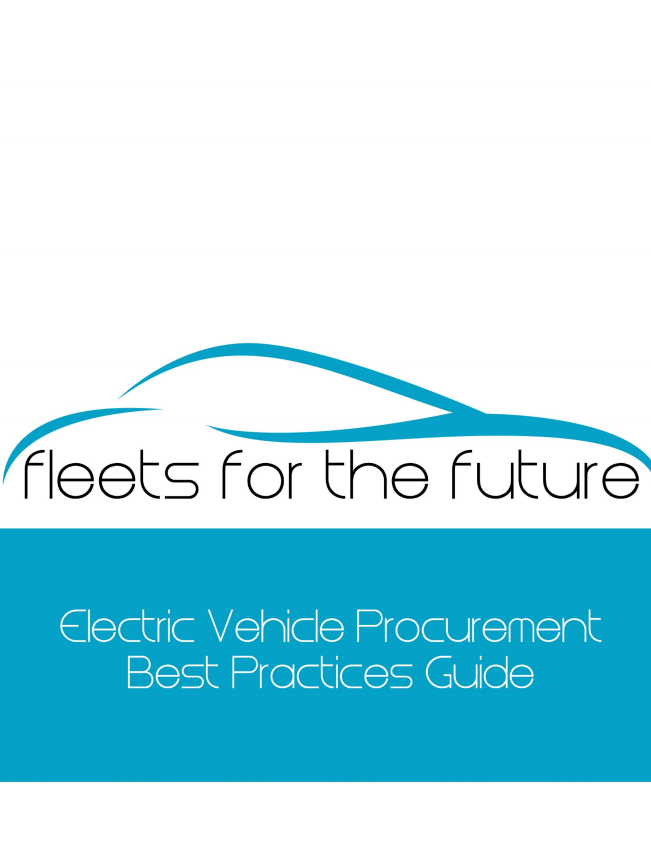 fleets for the future
Electric Vehicle Procurement
Best Practices Guide